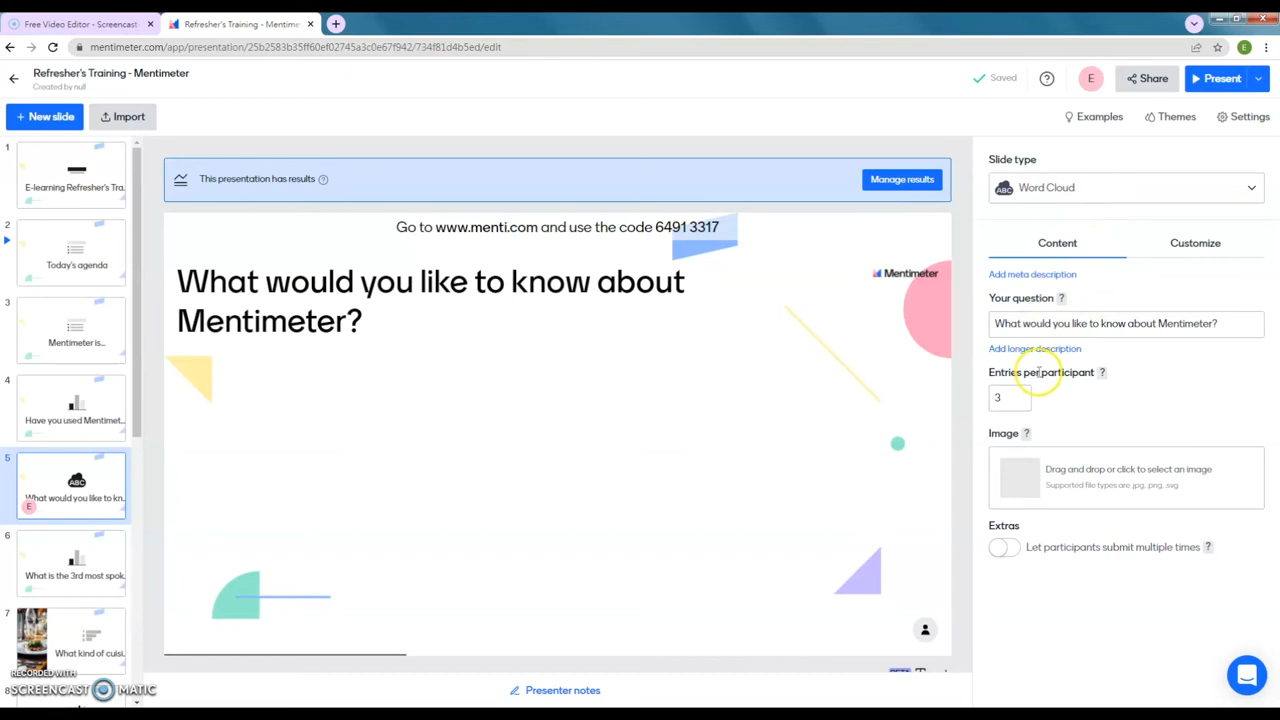 Free Video Editor - Screencast
Refresher's Training - Mentime
mentimeter.com/app/presentation/25b2583b35ff60ef02745a3c0e67f942/734f81d4b5ed/edit
E
Refresher's Training - Mentimeter
Created by null
Saved
E
Share
Present
+ New slide
Import
Examples
Themes
Settings
1
E-learning Refresher's Tra..
2
Today's agenda
3
Mentimeter is...
4
Have you used Mentimet...
5
ABC
What would you like to kn..
E
6
What is the 3rd most spok..
7
What kind of cuisi..
8
This presentation has results
Manage results
Go to www.menti.com and use the code 6491 3317
What would you like to know about
Mentimeter?
Mentimeter
Presenter notes
Slide type
ABC Word Cloud
Content
Customize
Add meta description
Your question ?
What would you like to know about Mentimeter?
Add longer description
Entries per participant ?
3
Image ?
Drag and drop or click to select an image
Supported file types are .jpg, .png, .svg
Extras
Let participants submit multiple times ?
RECORDED WITH
SCREENCAST MATIC